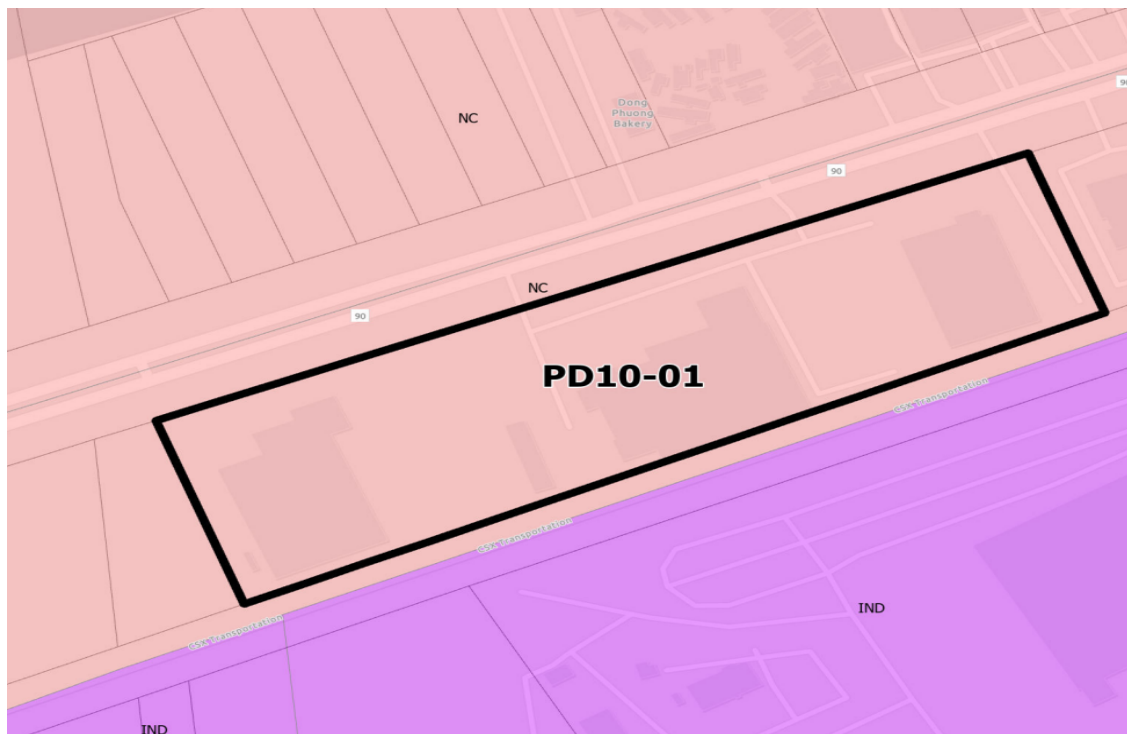 90
NC
Dong
Phuong
Bakery
90
NC
90
PD10-01
CSX Transportation
CSX Transportation
IND
CSX Transportation
IND